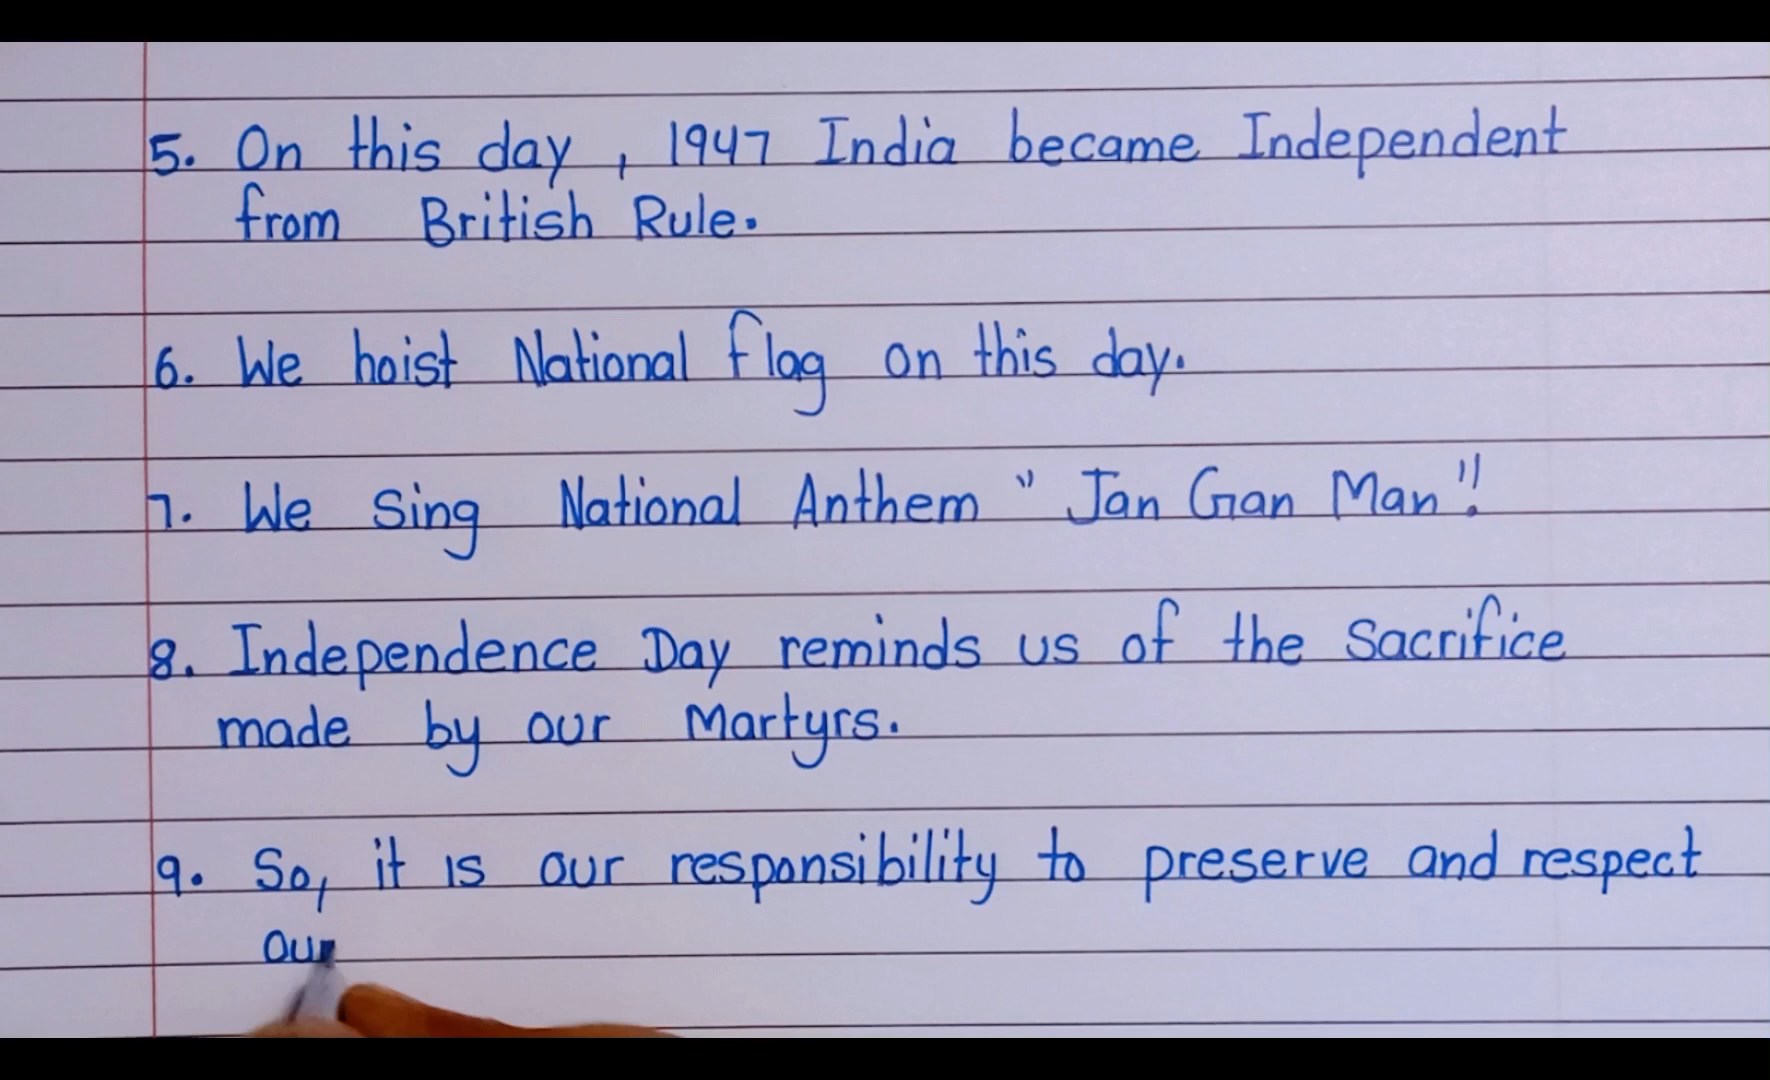 5. On this day, 1947 India became Independent
from British Rule.
6. We hoist National flag on this day.
7. We Sing National Anthem "Jan Gan Man".
8. Independence Day reminds us of the Sacrifice
made by our Martyrs.
9. So, it is our responsibility to preserve and respect
our